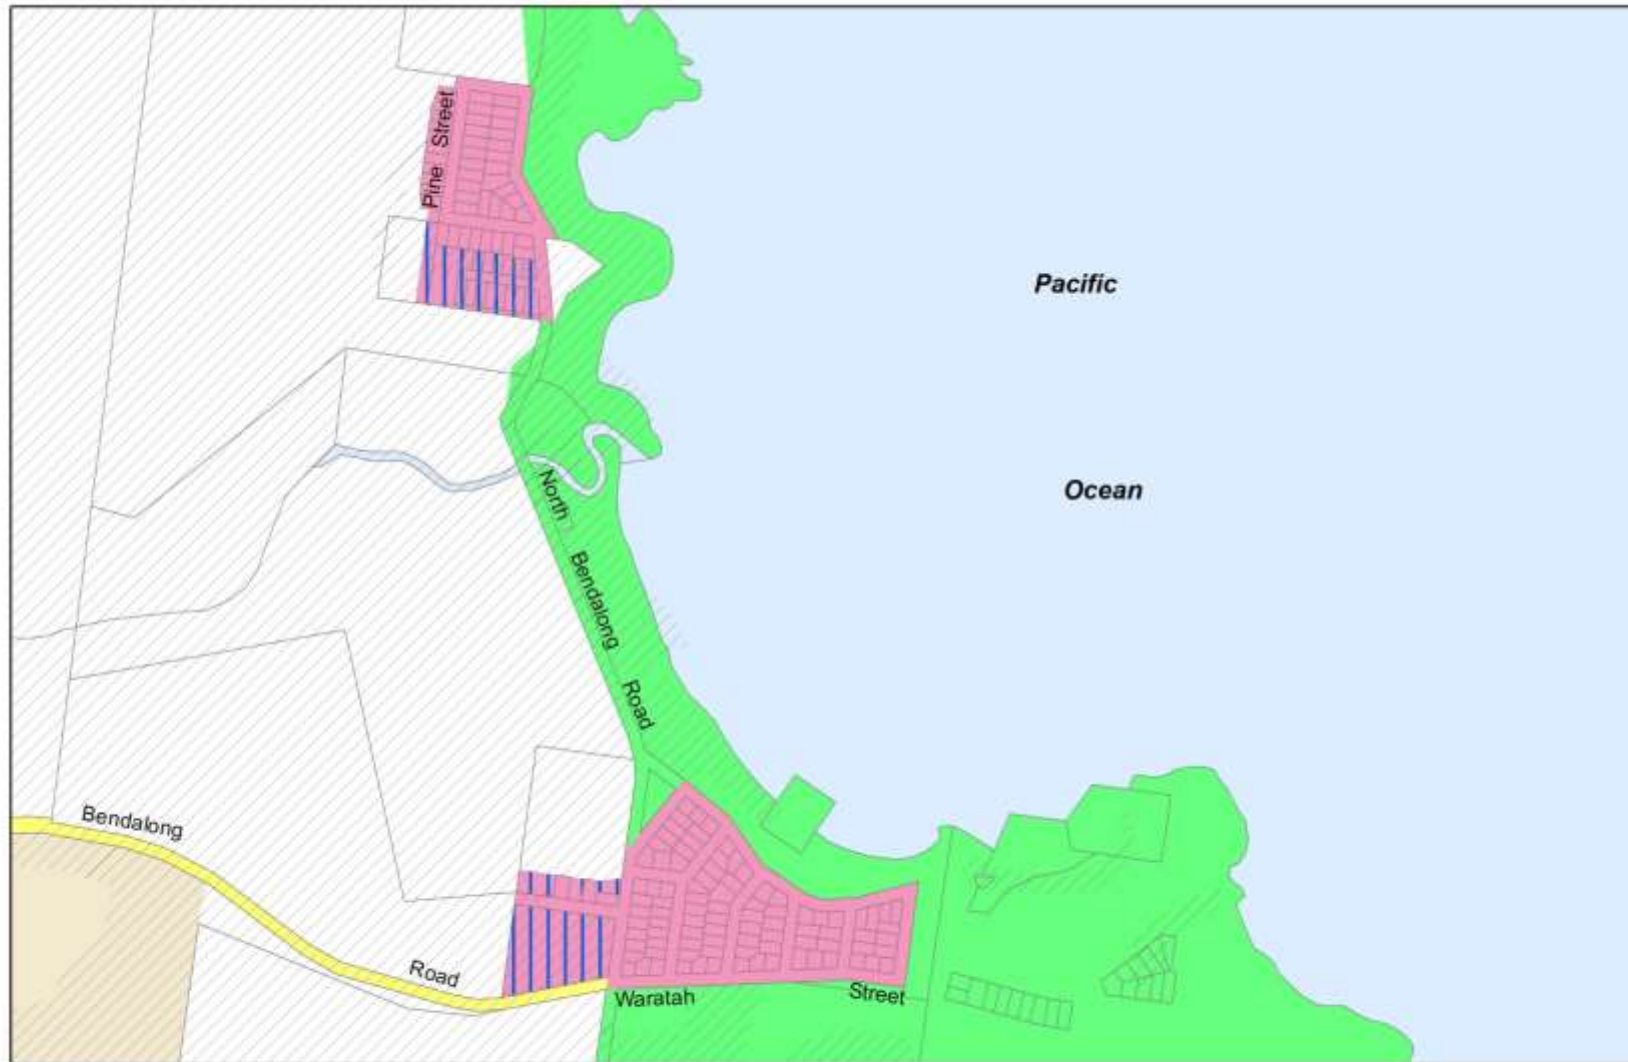 Pine Street
Pacific
Ocean
North Bendalong Road
Bendalong Road
Waratah Street